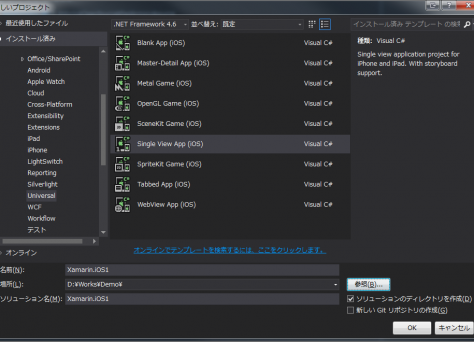 しいプロジェクト
最近使用したファイル
.NET Framework 4.6
並べ替え: 既定
インストール済み テンプレート の検索
インストール済み
Office/SharePoint
Android
Apple Watch
Cloud
Cross-Platform
Extensibility
Extensions
iPad
iPhone
LightSwitch
Reporting
Silverlight
Universal
WCF
Workflow
テスト
オンライン
Blank App (iOS) Visual C#
Master-Detail App (iOS) Visual C#
Metal Game (iOS) Visual C#
OpenGL Game (iOS) Visual C#
SceneKit Game (iOS) Visual C#
Single View App (iOS) Visual C#
SpriteKit Game (iOS) Visual C#
Tabbed App (iOS) Visual C#
WebView App (iOS) Visual C#
オンラインでテンプレートを検索するには、ここをクリックします。
種類: Visual C#
Single view application project for
iPhone and iPad. With storyboard
support.
名前(N): Xamarin.iOS1
場所(L): D:¥Works¥Demo¥ 参照(B)...
ソリューション名(M): Xamarin.iOS1
ソリューションのディレクトリを作成(D)
新しい Git リポジトリの作成(G)
OK キャンセル